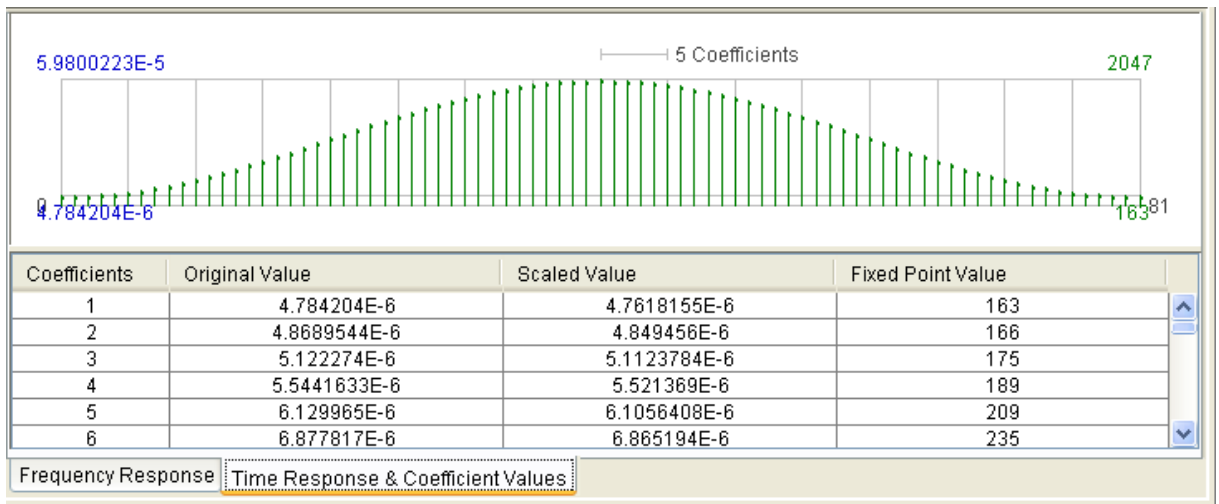 5 Coefficients
5.9800223E-5
2047
0
4.784204E-6
163
81
Coefficients Original Value Scaled Value Fixed Point Value
1 4.784204E-6 4.7618155E-6 163
2 4.8689544E-6 4.849456E-6 166
3 5.122274E-6 5.1123784E-6 175
4 5.5441633E-6 5.521369E-6 189
5 6.129965E-6 6.1056408E-6 209
6 6.877817E-6 6.865194E-6 235
Frequency Response Time Response & Coefficient Values